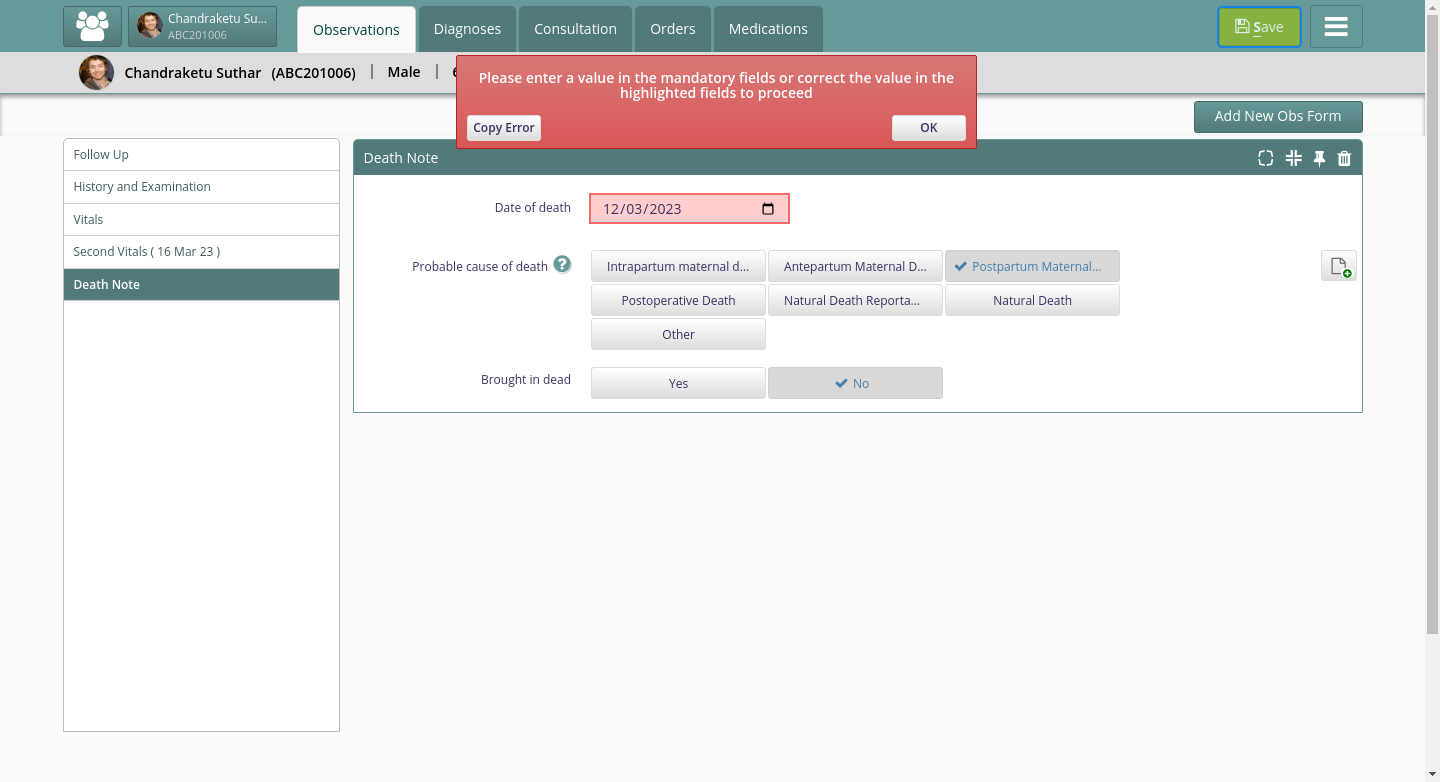 Chandraketu Su...
ABC201006
Observations
Diagnoses
Consultation
Orders
Medications
Save
Chandraketu Suthar (ABC201006) | Male |
Please enter a value in the mandatory fields or correct the value in the
highlighted fields to proceed
Copy Error
OK
Add New Obs Form
Follow Up
History and Examination
Vitals
Second Vitals ( 16 Mar 23 )
Death Note
Death Note
Date of death
12/03/2023
Probable cause of death ?
Intrapartum maternal d...
Antepartum Maternal D...
Postpartum Maternal...
Postoperative Death
Natural Death Reporta...
Natural Death
Other
Brought in dead
Yes
No